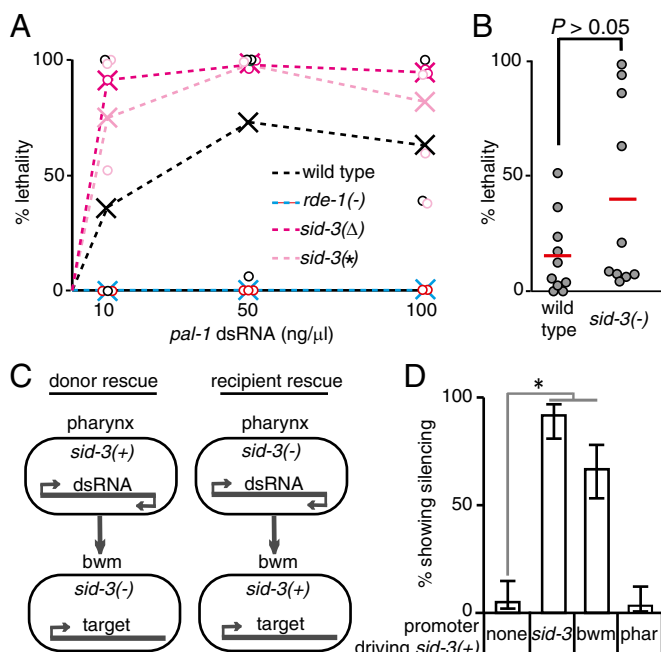 A
% lethality
100
50
0
10
50
100
pal-1 dsRNA (ng/µl)
wild type
rde-1(-)
sid-3(Δ)
sid-3(*)
B
P > 0.05
% lethality
100
50
0
wild type
sid-3(-)
C
donor rescue
recipient rescue
pharynx
pharynx
sid-3(+)
sid-3(-)
dsRNA
dsRNA
bwm
bwm
sid-3(-)
sid-3(+)
target
target
D
*
% showing silencing
100
50
0
promoter driving sid-3(+)
none
sid-3
bwm
phar